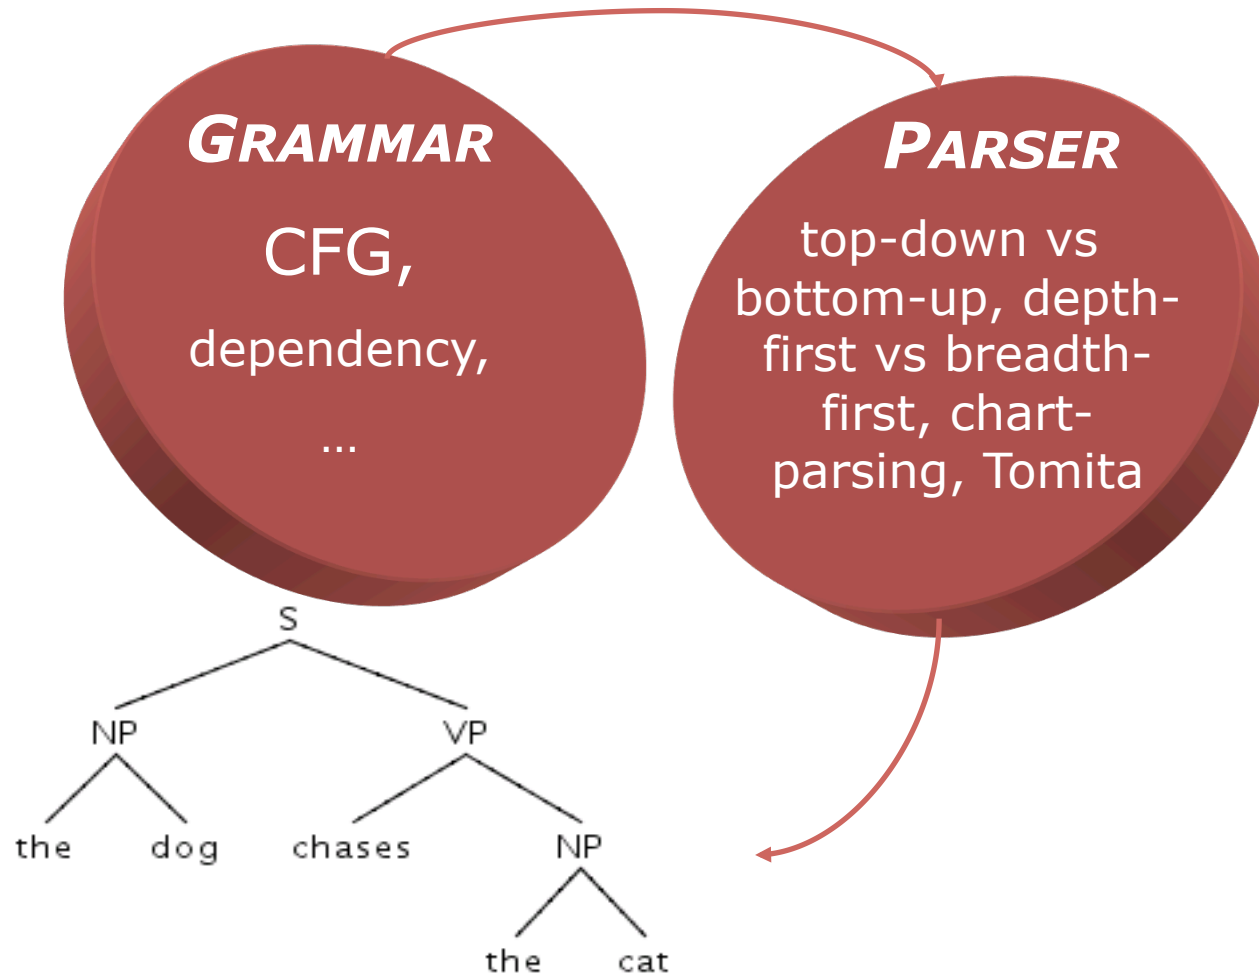 GRAMMAR
CFG,
dependency,
...
PARSER
top-down vs
bottom-up, depth-
first vs breadth-
first, chart-
parsing, Tomita
S
NP VP
the dog chases NP
the cat